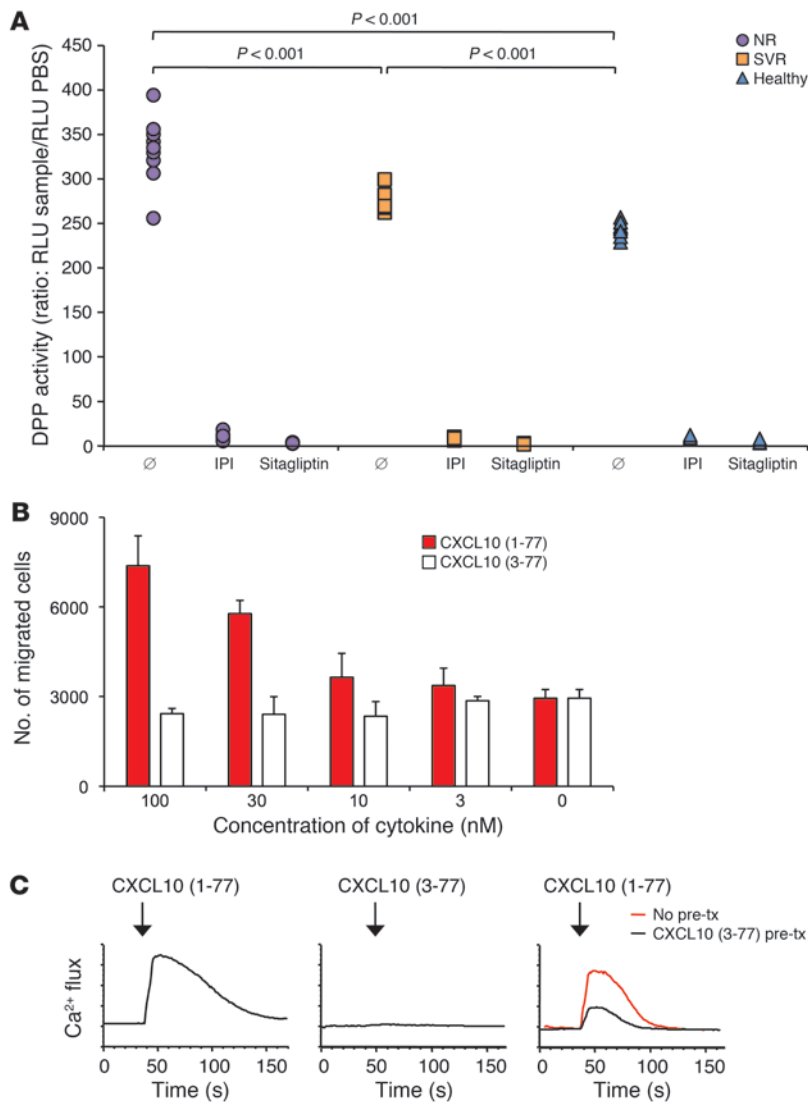 A
P < 0.001
P < 0.001
P < 0.001
NR
SVR
Healthy
DPP activity (ratio: RLU sample/RLU PBS)
450
400
350
300
250
200
150
100
50
0
∅ IPI Sitagliptin ∅ IPI Sitagliptin ∅ IPI Sitagliptin
B
CXCL10 (1-77)
CXCL10 (3-77)
No. of migrated cells
9000
6000
3000
0
100 30 10 3 0
Concentration of cytokine (nM)
C
CXCL10 (1-77) CXCL10 (3-77) CXCL10 (1-77)
No pre-tx
CXCL10 (3-77) pre-tx
Ca²⁺ flux
0 50 100 150 0 50 100 150 0 50 100 150
Time (s) Time (s) Time (s)